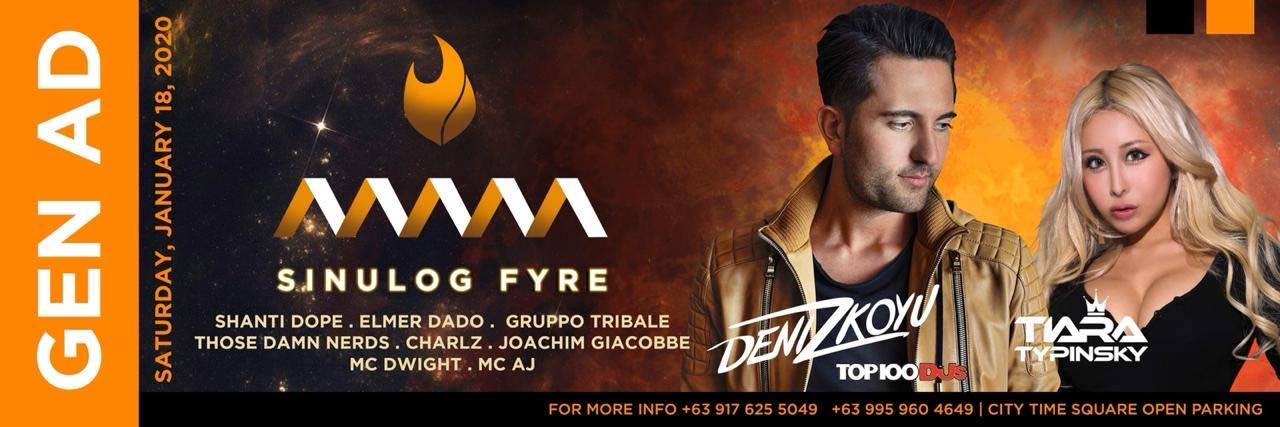 GEN AD
SATURDAY, JANUARY 18, 2020
SINULOG FYRE
SHANTI DOPE . ELMER DADO . GRUPPO TRIBALE
THOSE DAMN NERDS . CHARLZ . JOACHIM GIACOBBE
MC DWIGHT . MC AJ
DENIZ KOYU
TOP 100 DJs
TIARA
TYPINSKY
FOR MORE INFO +63 917 625 5049 +63 995 960 4649 | CITY TIME SQUARE OPEN PARKING